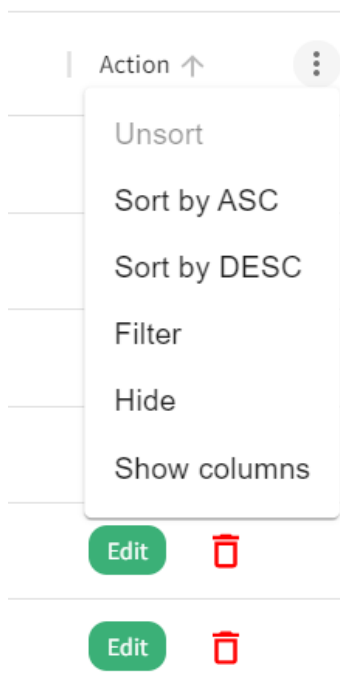 Action
Unsort
Sort by ASC
Sort by DESC
Filter
Hide
Show columns
Edit
Edit